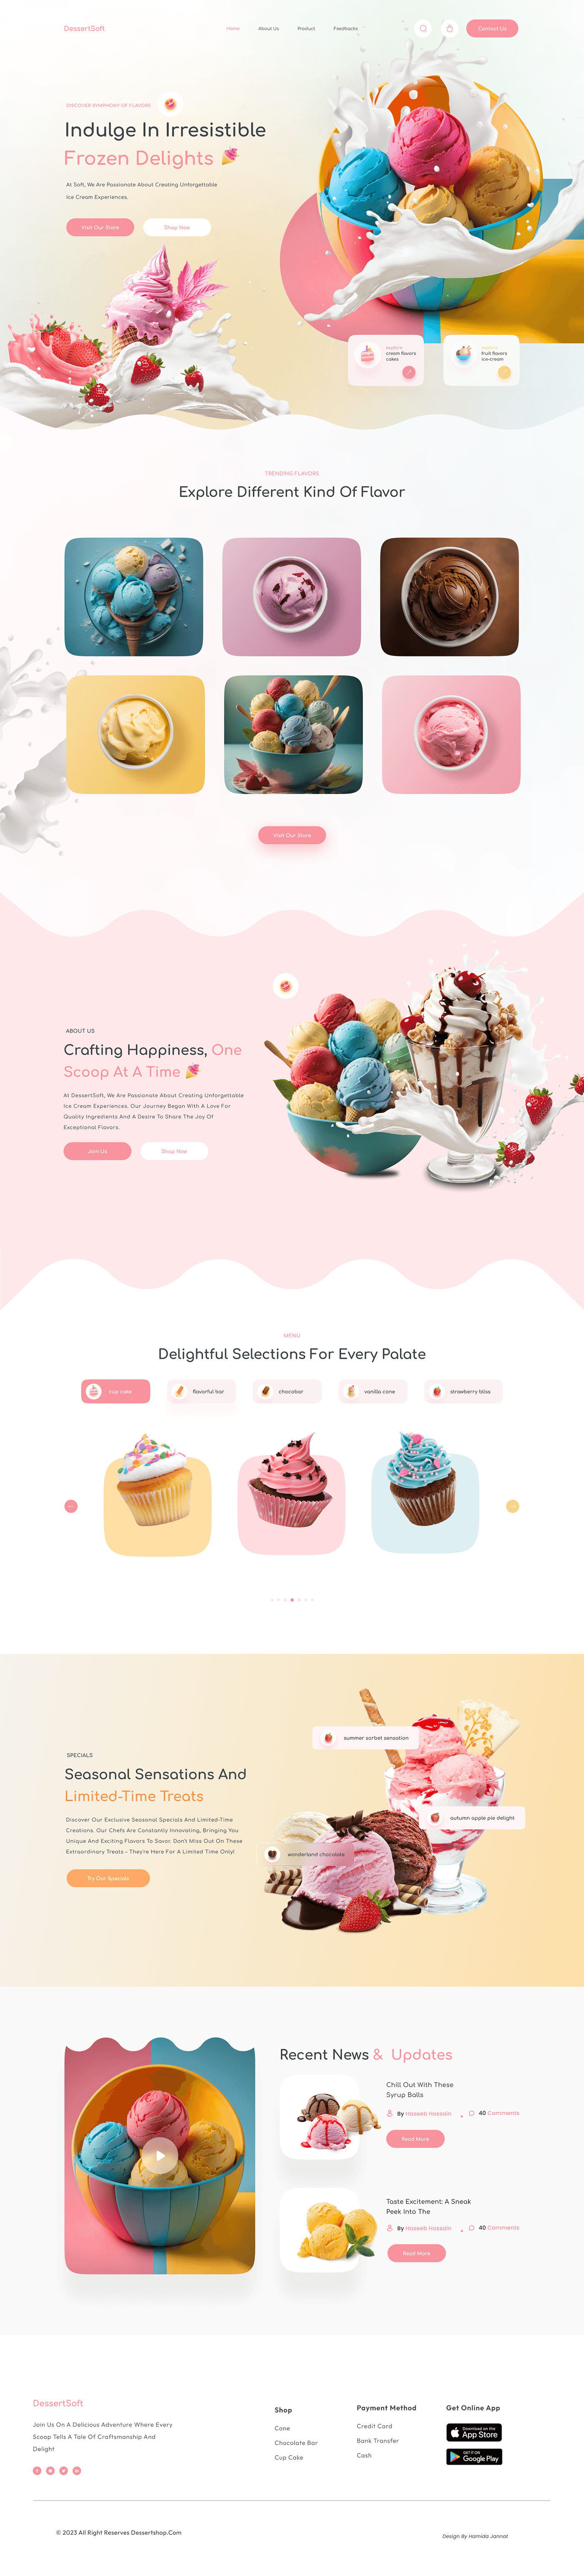 DessertSoft
Home
About Us
Product
Feedbacks
Contact Us
DISCOVER SYMPHONY OF FLAVORS
Indulge In Irresistible
Frozen Delights
At Soft, We Are Passionate About Creating Unforgettable
Ice Cream Experiences.
Visit Our Store
Shop Now
explore
cream flavors
cakes
explore
fruit flavors
ice-cream
TRENDING FLAVORS
Explore Different Kind Of Flavor
Visit Our Store
ABOUT US
Crafting Happiness, One
Scoop At A Time
At DessertSoft, We Are Passionate About Creating Unforgettable
Ice Cream Experiences. Our Journey Began With A Love For
Quality Ingredients And A Desire To Share The Joy Of
Exceptional Flavors.
Join Us
Shop Now
MENU
Delightful Selections For Every Palate
cup cake
flavorful bar
chocobar
vanilla cone
strawberry bliss
SPECIALS
Seasonal Sensations And
Limited-Time Treats
Discover Our Exclusive Seasonal Specials And Limited-Time
Creations. Our Chefs Are Constantly Innovating, Bringing You
Unique And Exciting Flavors To Savor. Don't Miss Out On These
Extraordinary Treats – They're Here For A Limited Time Only!
Try Our Specials
summer sorbet sensation
autumn apple pie delight
wonderland chocolate
Recent News & Updates
Chill Out With These
Syrup Balls
By Haseeb Hossain
40 Comments
Read More
Taste Excitement: A Sneak
Peek Into The
By Haseeb Hossain
40 Comments
Read More
DessertSoft
Join Us On A Delicious Adventure Where Every
Scoop Tells A Tale Of Craftsmanship And
Delight
Shop
Cone
Chocolate Bar
Cup Cake
Payment Method
Credit Card
Bank Transfer
Cash
Get Online App
Download on the
App Store
GET IT ON
Google Play
© 2023 All Right Reserves Dessertshop.Com
Design By Hamida Jannat